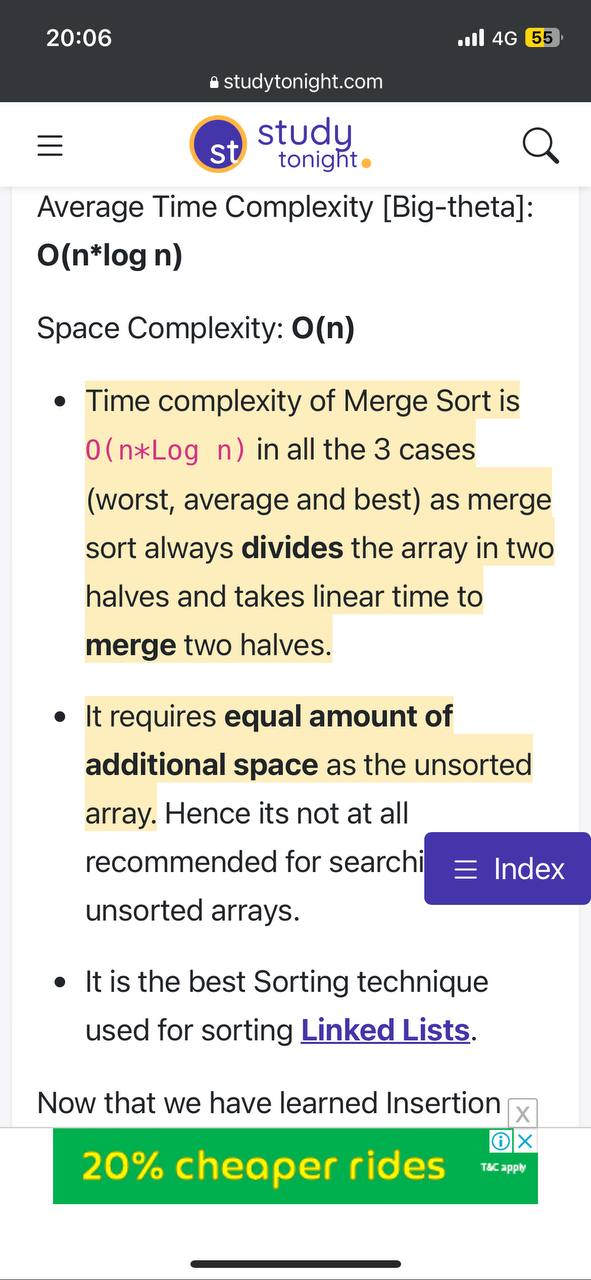 20:06
4G 55
studytonight.com
st study
tonight
Average Time Complexity [Big-theta]:
O(n*log n)
Space Complexity: O(n)
• Time complexity of Merge Sort is
O(n*Log n) in all the 3 cases
(worst, average and best) as merge
sort always divides the array in two
halves and takes linear time to
merge two halves.
• It requires equal amount of
additional space as the unsorted
array. Hence its not at all
recommended for searchi
Index
unsorted arrays.
• It is the best Sorting technique
used for sorting Linked Lists.
Now that we have learned Insertion
X
20% cheaper rides
T&C apply